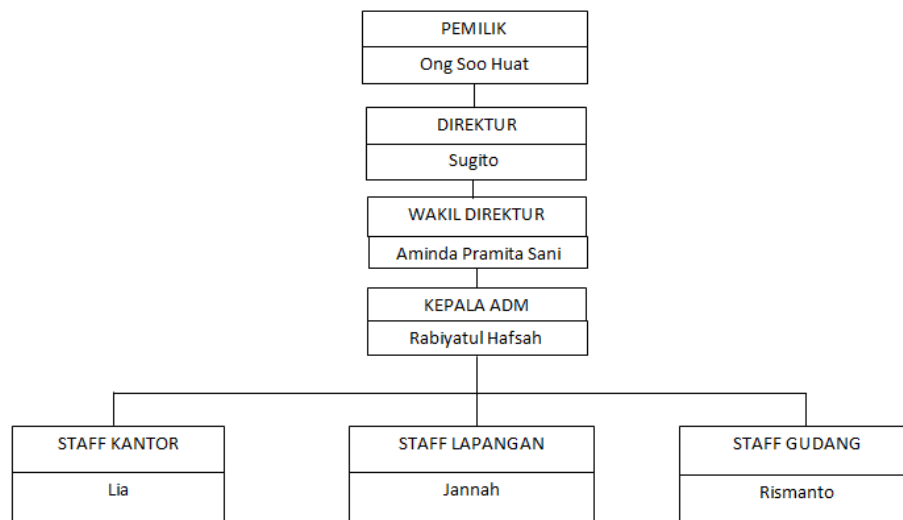 PEMILIK
Ong Soo Huat
DIREKTUR
Sugito
WAKIL DIREKTUR
Aminda Pramita Sani
KEPALA ADM
Rabiyatul Hafsah
STAFF KANTOR
Lia
STAFF LAPANGAN
Jannah
STAFF GUDANG
Rismanto